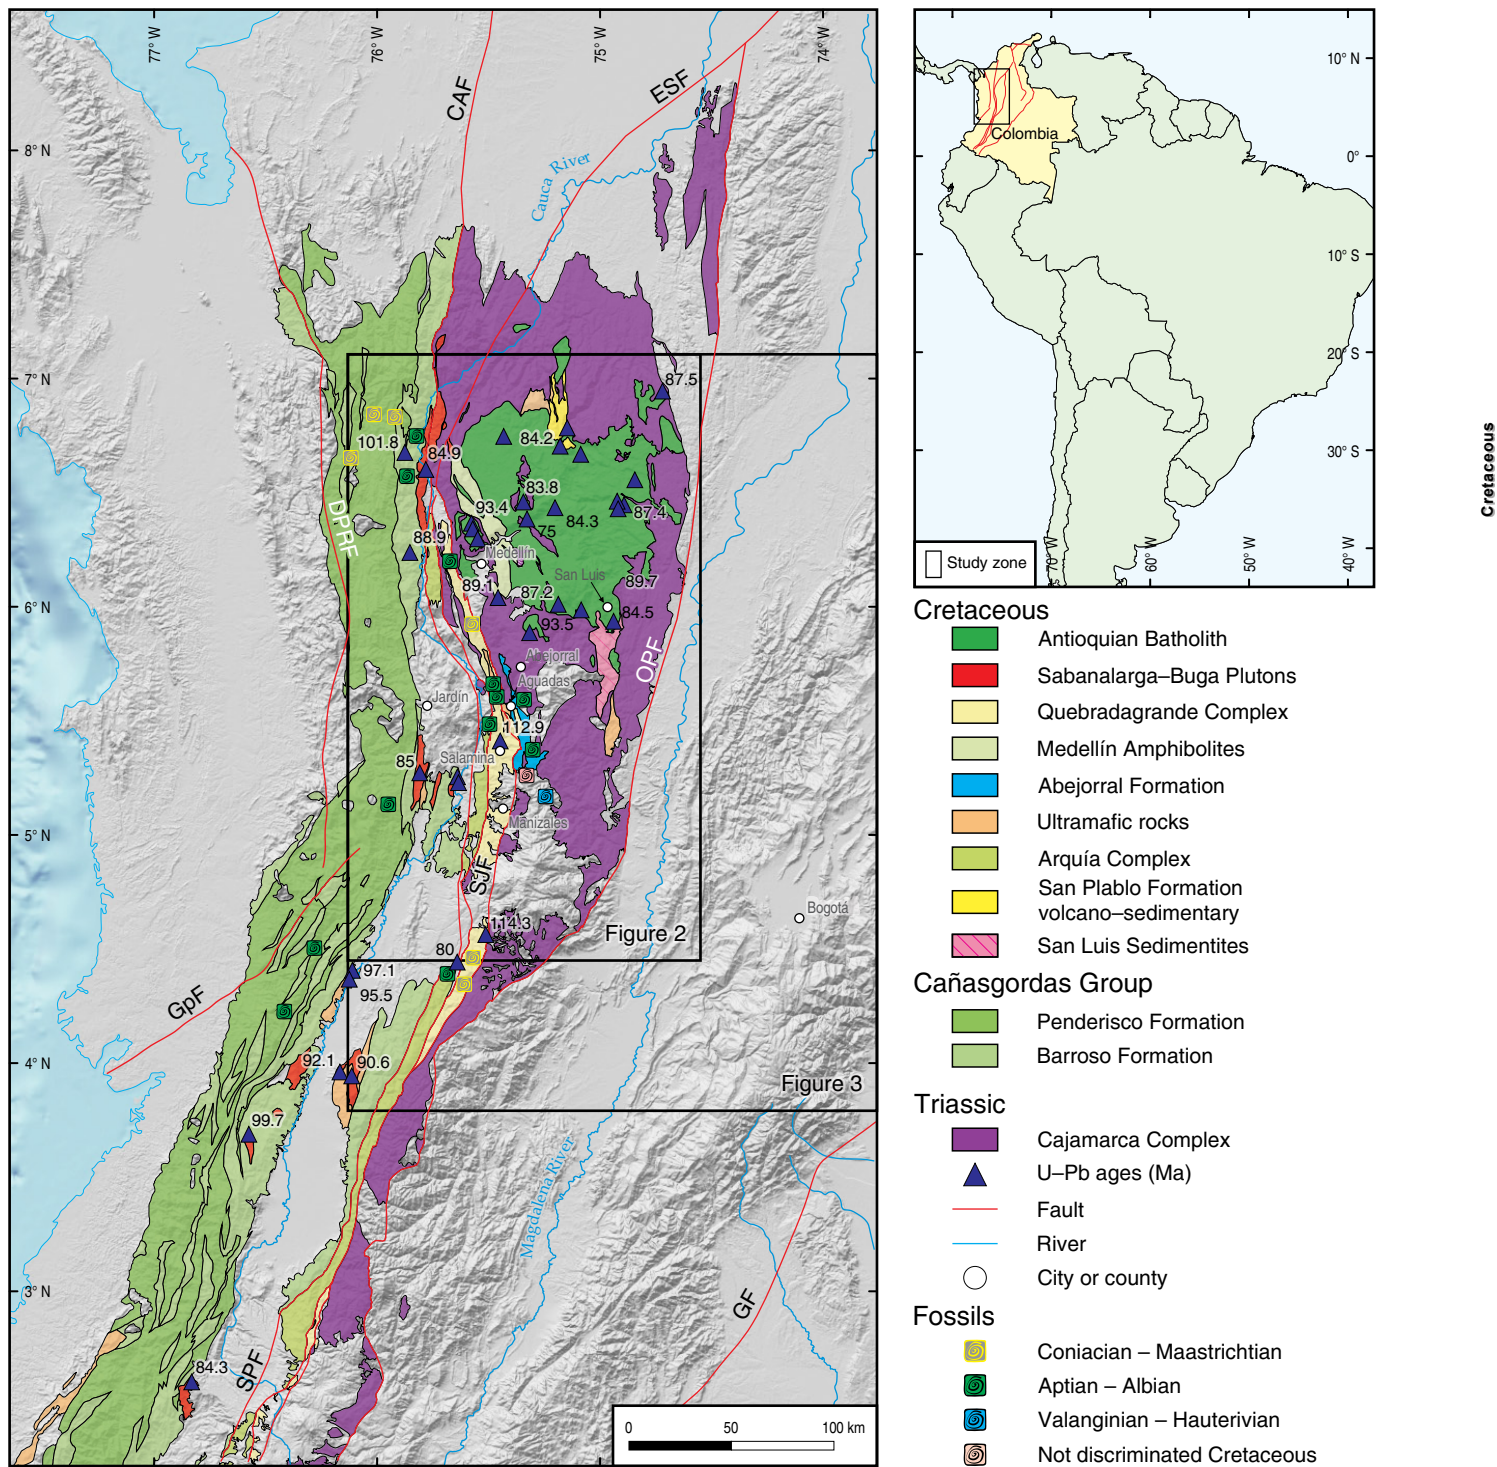 77° W
76° W
75° W
74° W
8° N
7° N
6° N
5° N
4° N
3° N
CAF
ESF
Cauca River
DPRF
OPF
SJF
GpF
SPF
GF
Magdalena River
87.5
101.8
84.9
84.2
83.8
93.4
84.3
87.4
75
88.9
Medellín
San Luis
89.1
87.2
89.7
84.5
93.5
Abejorral
Aguadas
Jardín
112.9
Salamina
85
Manizales
Bogotá
114.3
Figure 2
80
97.1
95.5
92.1
90.6
Figure 3
99.7
84.3
0
50
100 km
Colombia
10° N
0°
10° S
20° S
30° S
70° W
60° W
50° W
40° W
Study zone
Cretaceous
Cretaceous
Antioquian Batholith
Sabanalarga–Buga Plutons
Quebradagrande Complex
Medellín Amphibolites
Abejorral Formation
Ultramafic rocks
Arquía Complex
San Plablo Formation
volcano–sedimentary
San Luis Sedimentites
Cañasgordas Group
Penderisco Formation
Barroso Formation
Triassic
Cajamarca Complex
U–Pb ages (Ma)
Fault
River
City or county
Fossils
Coniacian – Maastrichtian
Aptian – Albian
Valanginian – Hauterivian
Not discriminated Cretaceous